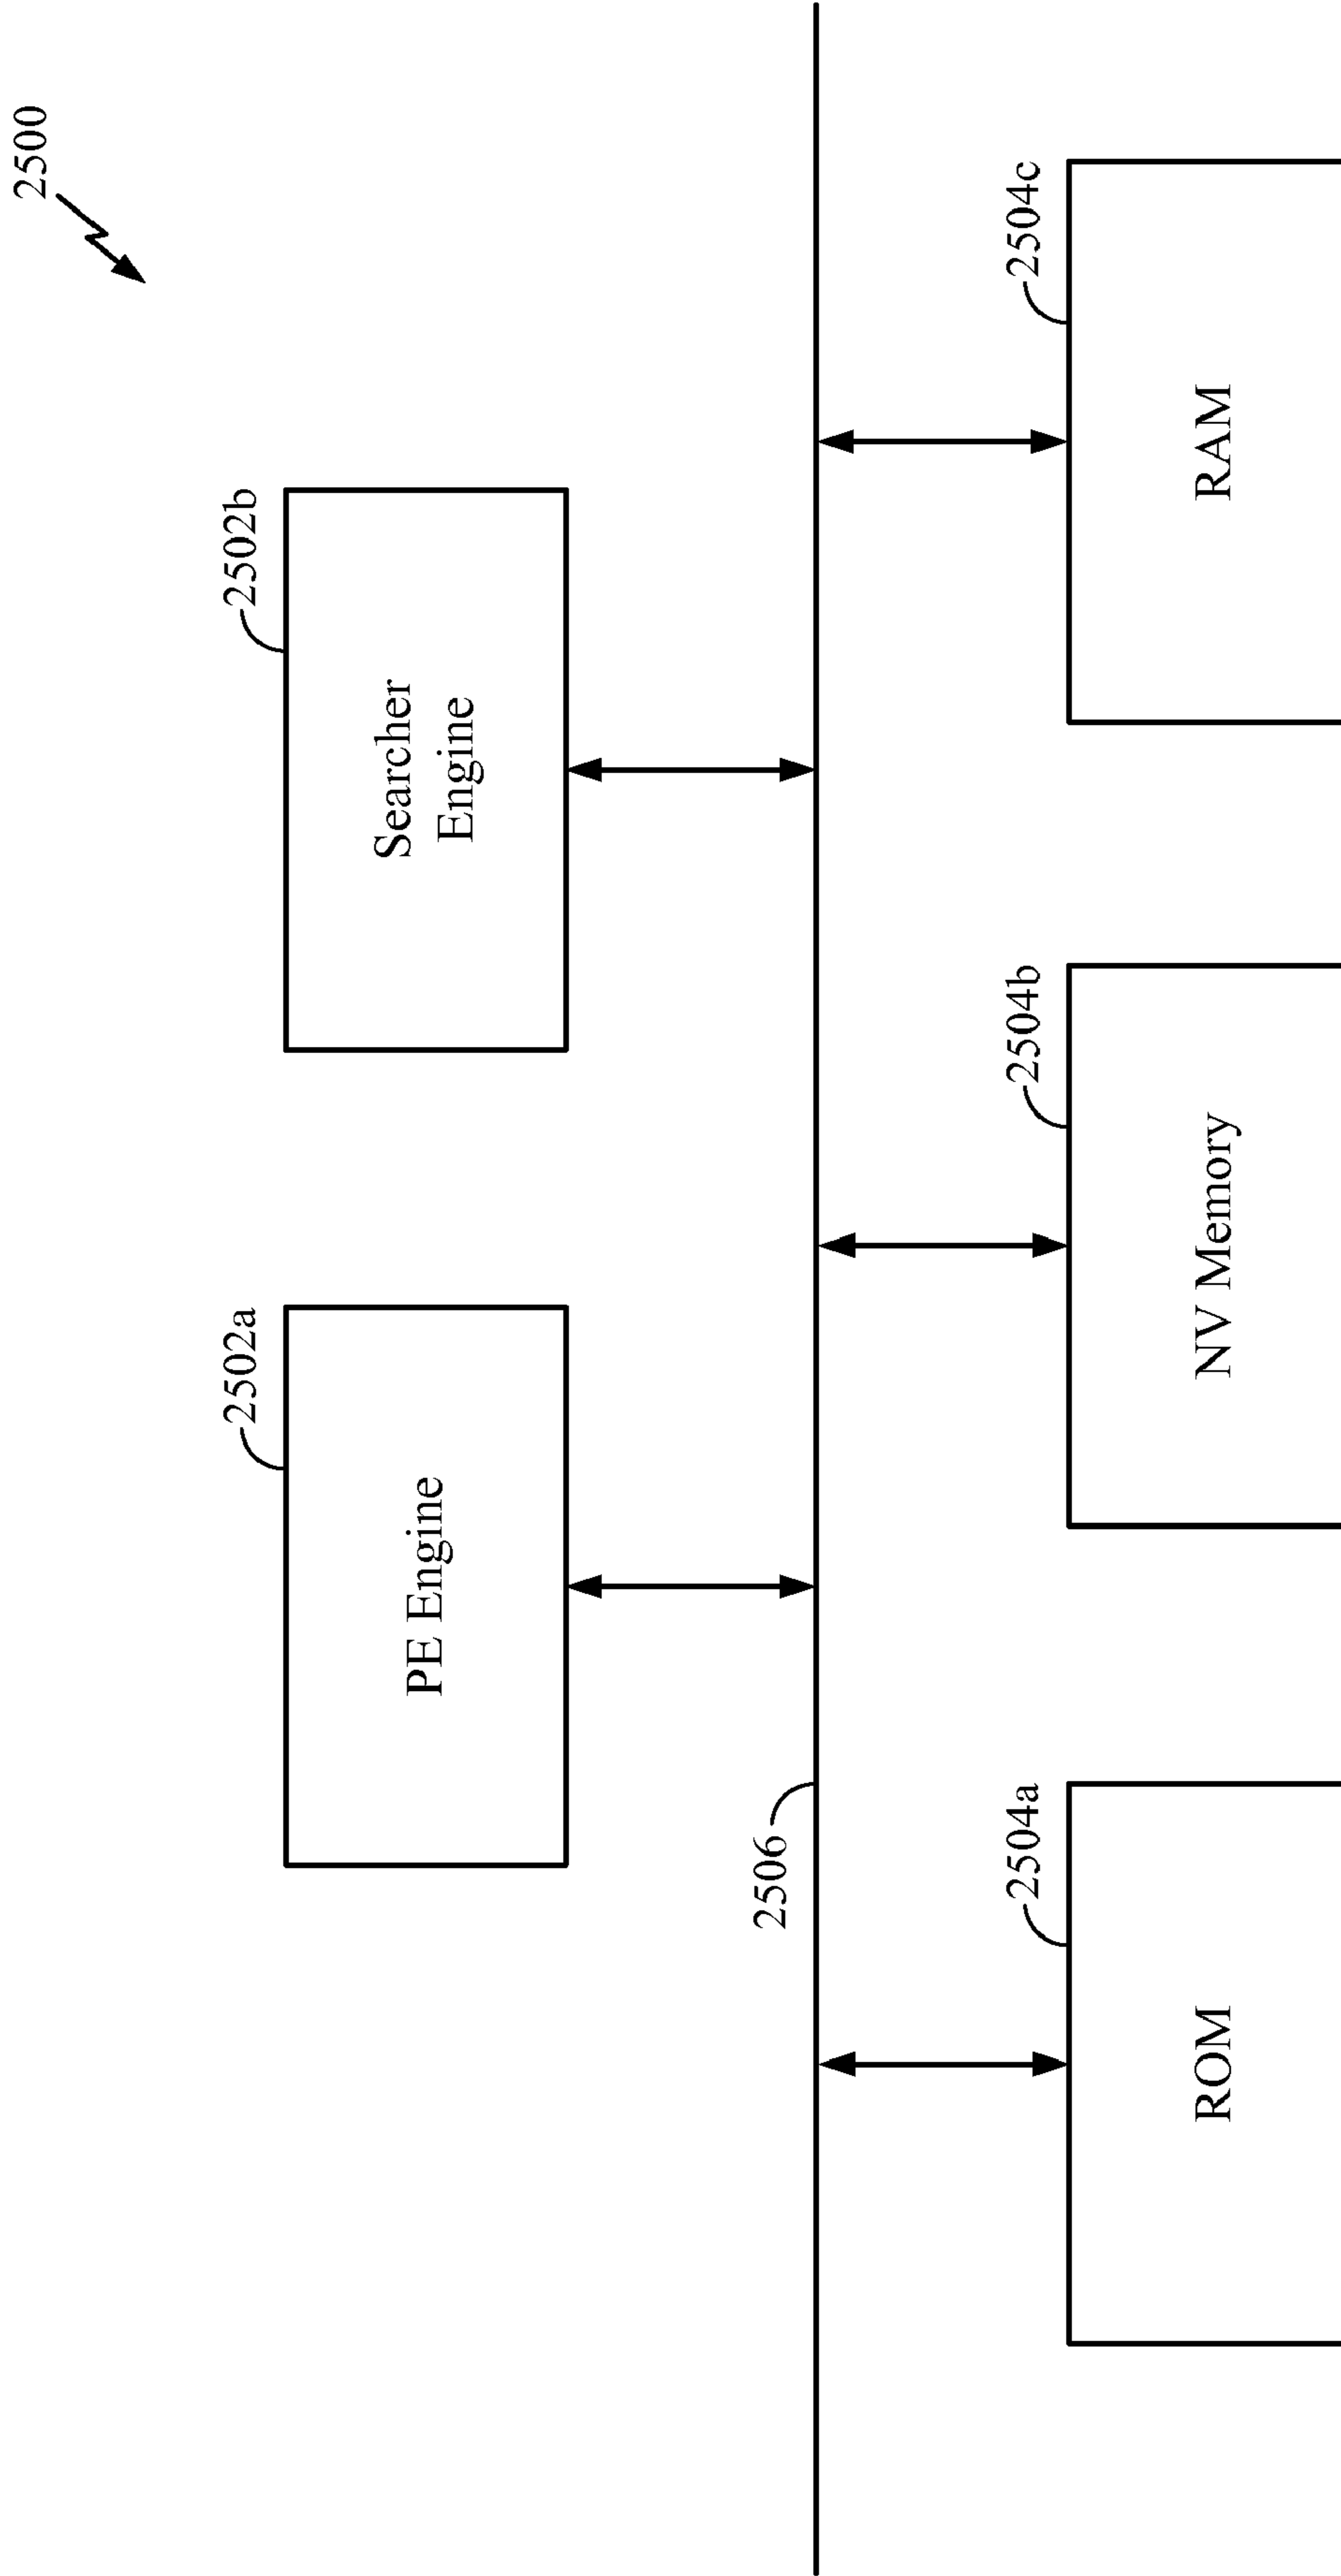 2500
2502a
2502b
PE Engine
Searcher
Engine
2506
2504a
2504b
2504c
ROM
NV Memory
RAM